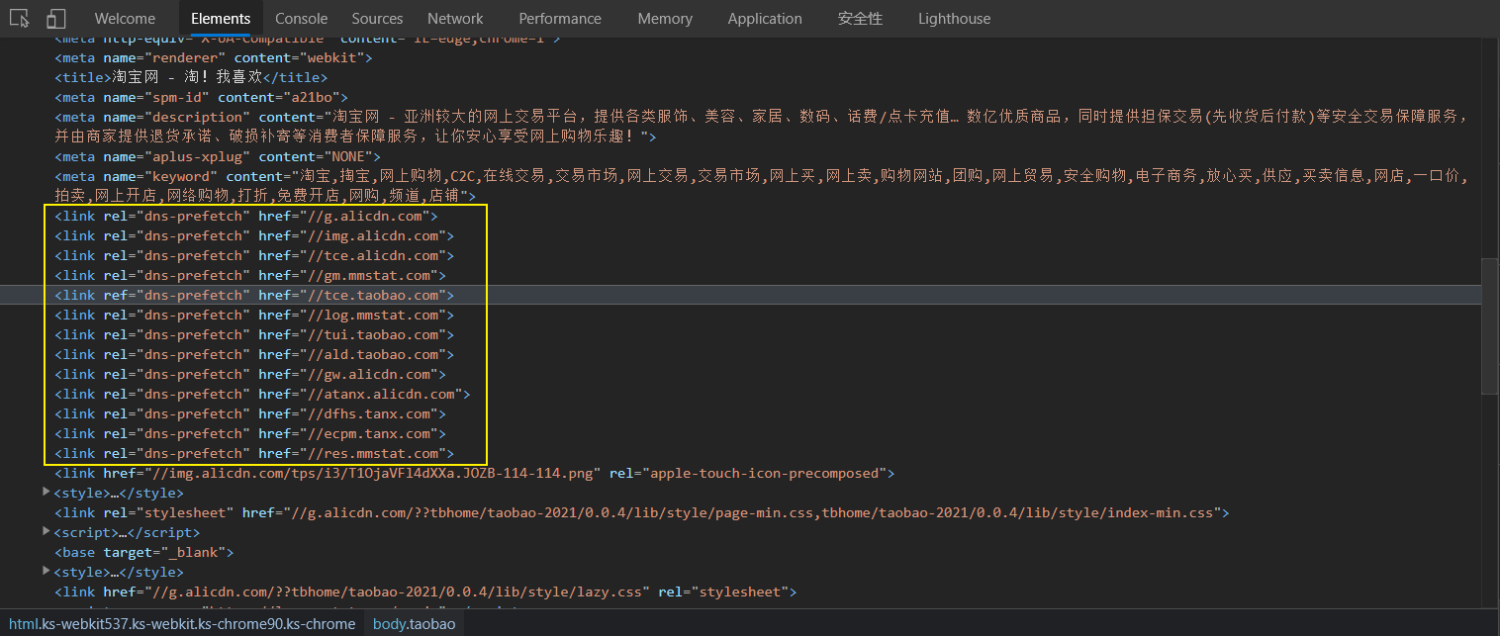 Welcome Elements Console Sources Network Performance Memory Application 安全性 Lighthouse
<meta http-equiv="X-UA-Compatible" content="IE=edge,chrome=1">
<meta name="renderer" content="webkit">
<title>淘宝网 - 淘！我喜欢</title>
<meta name="spm-id" content="a21bo">
<meta name="description" content="淘宝网 - 亚洲较大的网上交易平台，提供各类服饰、美容、家居、数码、话费/点卡充值… 数亿优质商品，同时提供担保交易(先收货后付款)等安全交易保障服务，
并由商家提供退货承诺、破损补寄等消费者保障服务，让你安心享受网上购物乐趣！">
<meta name="aplus-xplug" content="NONE">
<meta name="keyword" content="淘宝,掏宝,网上购物,C2C,在线交易,交易市场,网上交易,交易市场,网上买,网上卖,购物网站,团购,网上贸易,安全购物,电子商务,放心买,供应,买卖信息,网店,一口价,
拍卖,网上开店,网络购物,打折,免费开店,网购,频道,店铺">
<link rel="dns-prefetch" href="//g.alicdn.com">
<link rel="dns-prefetch" href="//img.alicdn.com">
<link rel="dns-prefetch" href="//tce.alicdn.com">
<link rel="dns-prefetch" href="//gm.mmstat.com">
<link ref="dns-prefetch" href="//tce.taobao.com">
<link rel="dns-prefetch" href="//log.mmstat.com">
<link rel="dns-prefetch" href="//tui.taobao.com">
<link rel="dns-prefetch" href="//ald.taobao.com">
<link rel="dns-prefetch" href="//gw.alicdn.com">
<link rel="dns-prefetch" href="//atanx.alicdn.com">
<link rel="dns-prefetch" href="//dfhs.tanx.com">
<link rel="dns-prefetch" href="//ecpm.tanx.com">
<link rel="dns-prefetch" href="//res.mmstat.com">
<link href="//img.alicdn.com/tps/i3/T1OjaVFl4dXXa.JOZB-114-114.png" rel="apple-touch-icon-precomposed">
<style>…</style>
<link rel="stylesheet" href="//g.alicdn.com/??tbhome/taobao-2021/0.0.4/lib/style/page-min.css,tbhome/taobao-2021/0.0.4/lib/style/index-min.css">
<script>…</script>
<base target="_blank">
<style>…</style>
<link href="//g.alicdn.com/??tbhome/taobao-2021/0.0.4/lib/style/lazy.css" rel="stylesheet">
html.ks-webkit537.ks-webkit.ks-chrome90.ks-chrome body.taobao